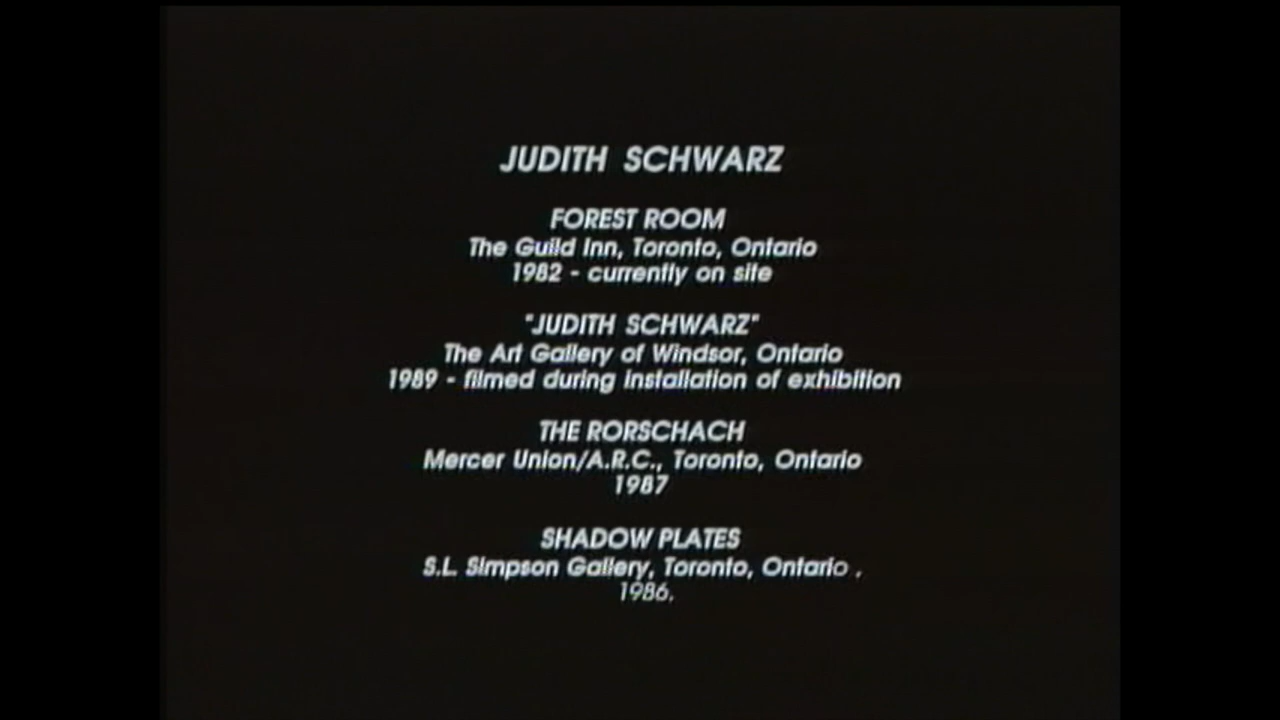 JUDITH SCHWARZ
FOREST ROOM
The Guild Inn, Toronto, Ontario
1982 - currently on site
"JUDITH SCHWARZ"
The Art Gallery of Windsor, Ontario
1989 - filmed during installation of exhibition
THE RORSCHACH
Mercer Union/A.R.C., Toronto, Ontario
1987
SHADOW PLATES
S.L. Simpson Gallery, Toronto, Ontario .
1986.